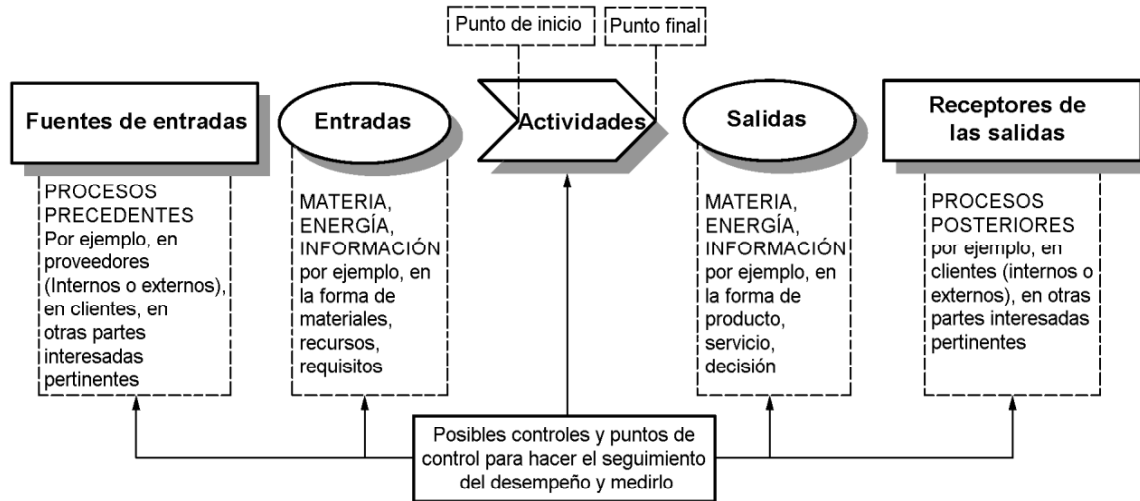 Punto de inicio
Punto final
Fuentes de entradas
Entradas
Actividades
Salidas
Receptores de
las salidas
PROCESOS
PRECEDENTES
Por ejemplo, en
proveedores
(Internos o externos),
en clientes, en
otras partes
interesadas
pertinentes
MATERIA,
ENERGÍA,
INFORMACIÓN
por ejemplo, en
la forma de
materiales,
recursos,
requisitos
MATERIA,
ENERGÍA,
INFORMACIÓN
por ejemplo, en
la forma de
producto,
servicio,
decisión
PROCESOS
POSTERIORES
por ejemplo, en
clientes (internos o
externos), en otras
partes interesadas
pertinentes
Posibles controles y puntos de
control para hacer el seguimiento
del desempeño y medirlo